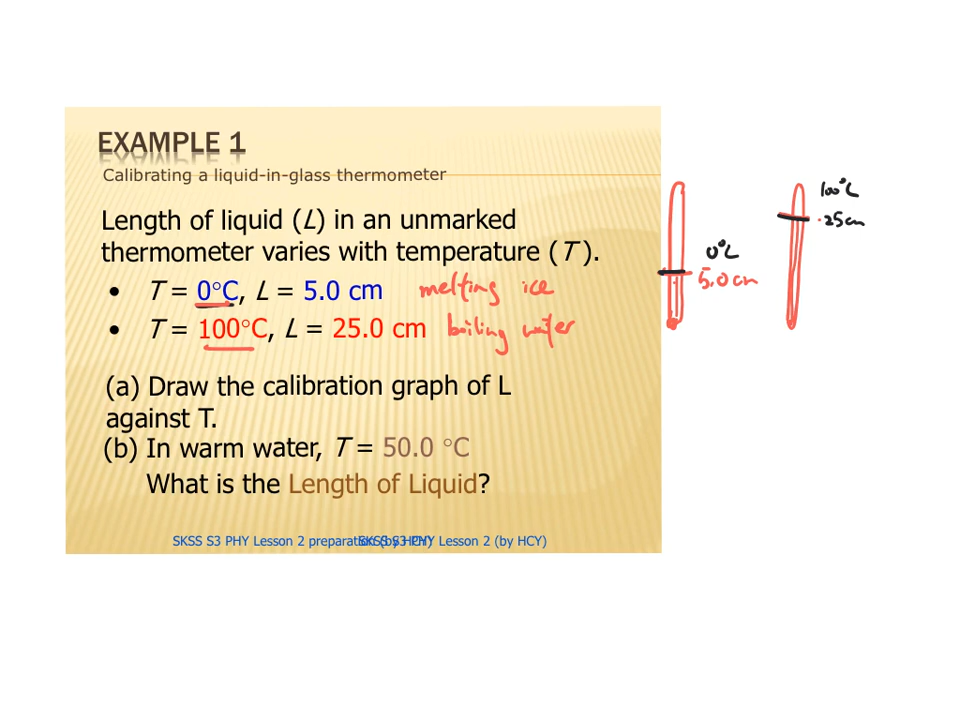 EXAMPLE 1
Calibrating a liquid-in-glass thermometer
Length of liquid (L) in an unmarked
thermometer varies with temperature (T).
• T = 0°C, L = 5.0 cm melting ice
• T = 100°C, L = 25.0 cm boiling water
(a) Draw the calibration graph of L
against T.
(b) In warm water, T = 50.0 °C
What is the Length of Liquid?
0°C
5.0 cm
100°C
25cm